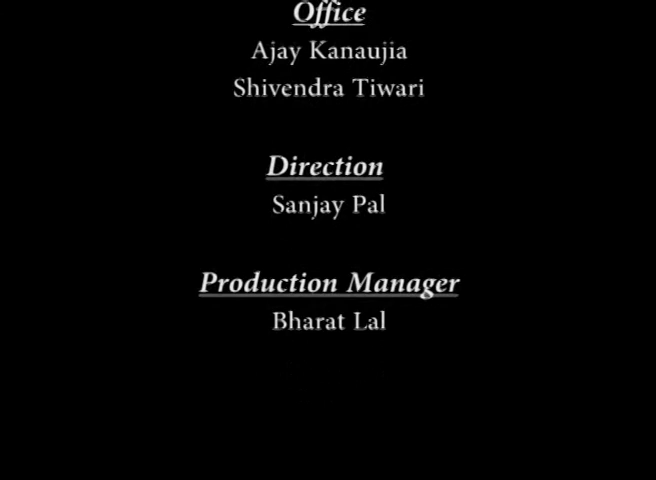 Office
Ajay Kanaujia
Shivendra Tiwari
Direction
Sanjay Pal
Production Manager
Bharat Lal